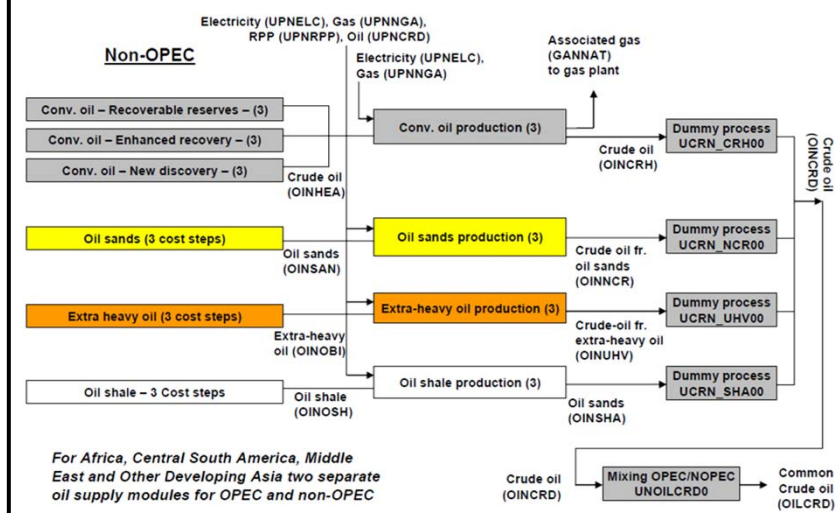 Electricity (UPNELC), Gas (UPNNGA),
RPP (UPNRPP), Oil (UPNCRD)
Non-OPEC
Electricity (UPNELC),
Gas (UPNNGA)
Associated gas
(GANNAT)
to gas plant
Conv. oil – Recoverable reserves – (3)
Conv. oil – Enhanced recovery – (3)
Conv. oil – New discovery – (3)
Crude oil
(OINHEA)
Conv. oil production (3)
Crude oil
(OINCRH)
Dummy process
UCRN_CRH00
Crude oil
(OINCRD)
Oil sands (3 cost steps)
Oil sands
(OINSAN)
Oil sands production (3)
Crude oil fr.
oil sands
(OINNCR)
Dummy process
UCRN_NCR00
Extra heavy oil (3 cost steps)
Extra-heavy
oil (OINOBI)
Extra-heavy oil production (3)
Crude-oil fr.
extra-heavy oil
(OINUHV)
Dummy process
UCRN_UHV00
Oil shale – 3 Cost steps
Oil shale
(OINOSH)
Oil shale production (3)
Oil sands
(OINSHA)
Dummy process
UCRN_SHA00
For Africa, Central South America, Middle
East and Other Developing Asia two separate
oil supply modules for OPEC and non-OPEC
Crude oil
(OINCRD)
Mixing OPEC/NOPEC
UNOILCRD0
Common
Crude oil
(OILCRD)